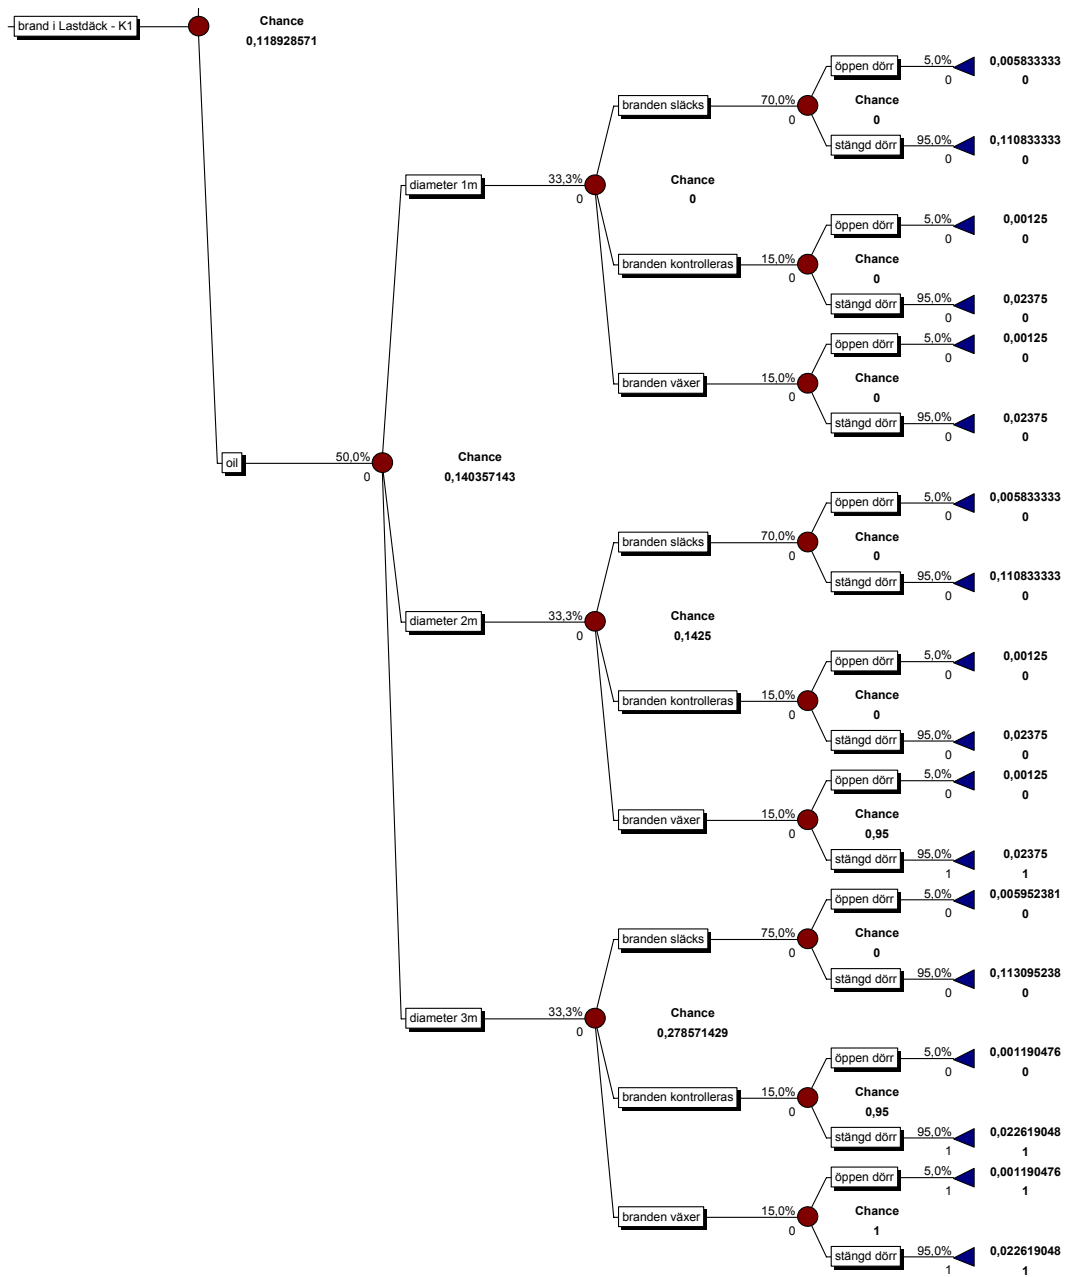 brand i Lastdäck - K1
Chance
0,118928571
öppen dörr 5,0% 0,005833333
0 0
branden släcks 70,0% Chance
0 0
stängd dörr 95,0% 0,110833333
0 0
diameter 1m 33,3% Chance
0 0
öppen dörr 5,0% 0,00125
0 0
branden kontrolleras 15,0% Chance
0 0
stängd dörr 95,0% 0,02375
0 0
öppen dörr 5,0% 0,00125
0 0
branden växer 15,0% Chance
0 0
stängd dörr 95,0% 0,02375
0 0
oil 50,0% Chance
0 0,140357143
öppen dörr 5,0% 0,005833333
0 0
branden släcks 70,0% Chance
0 0
stängd dörr 95,0% 0,110833333
0 0
diameter 2m 33,3% Chance
0 0,1425
öppen dörr 5,0% 0,00125
0 0
branden kontrolleras 15,0% Chance
0 0
stängd dörr 95,0% 0,02375
0 0
öppen dörr 5,0% 0,00125
0 0
branden växer 15,0% Chance
0 0,95
stängd dörr 95,0% 0,02375
1 1
öppen dörr 5,0% 0,005952381
0 0
branden släcks 75,0% Chance
0 0
stängd dörr 95,0% 0,113095238
0 0
diameter 3m 33,3% Chance
0 0,278571429
öppen dörr 5,0% 0,001190476
0 0
branden kontrolleras 15,0% Chance
0 0,95
stängd dörr 95,0% 0,022619048
1 1
öppen dörr 5,0% 0,001190476
1 1
branden växer 15,0% Chance
0 1
stängd dörr 95,0% 0,022619048
1 1